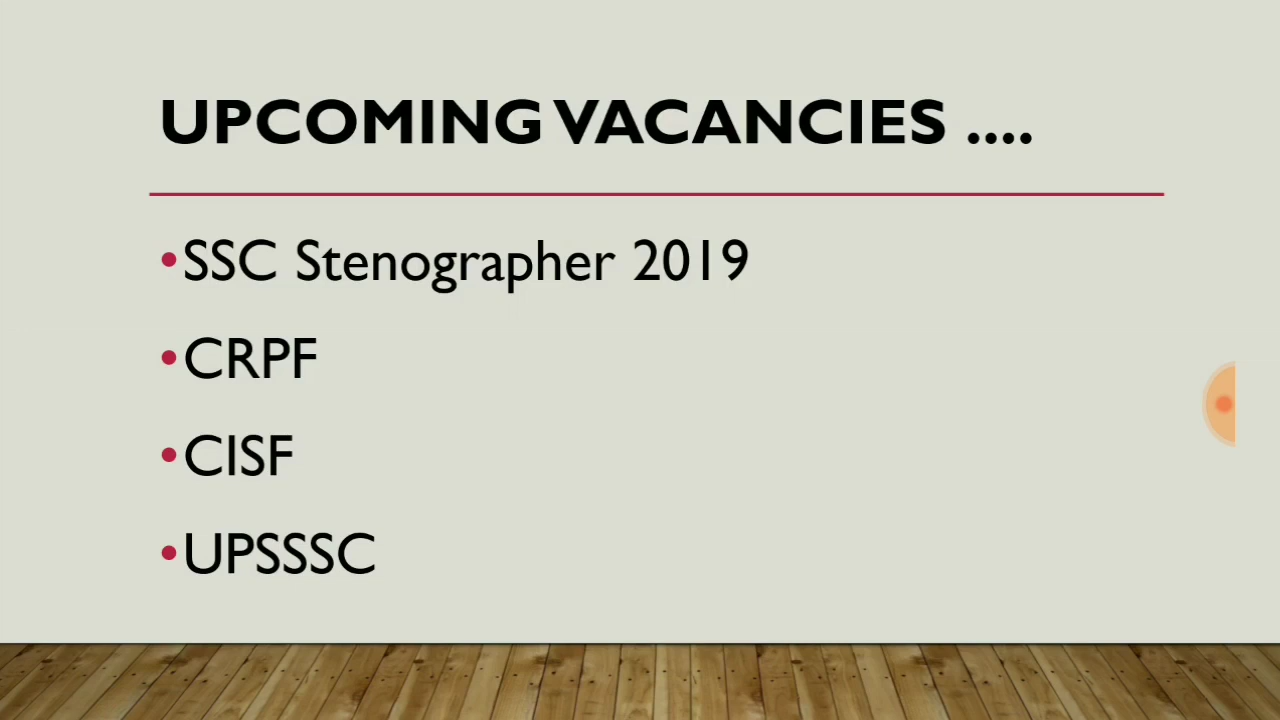 UPCOMING VACANCIES ....
•SSC Stenographer 2019
•CRPF
•CISF
•UPSSSC